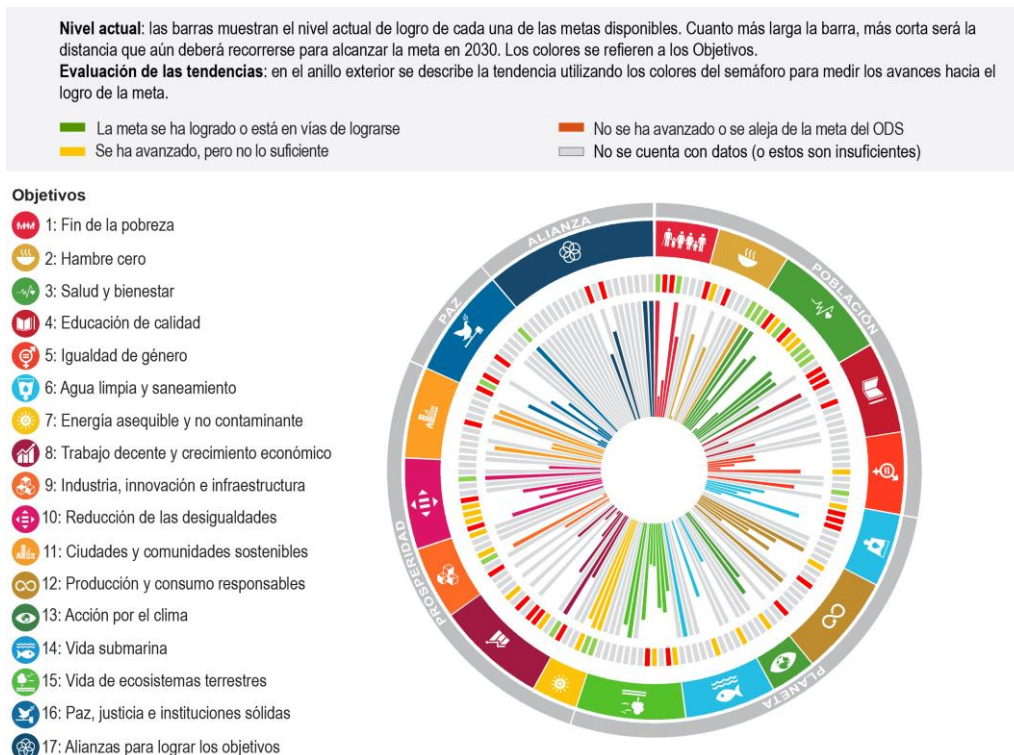 Nivel actual: las barras muestran el nivel actual de logro de cada una de las metas disponibles. Cuanto más larga la barra, más corta será la
distancia que aún deberá recorrerse para alcanzar la meta en 2030. Los colores se refieren a los Objetivos.
Evaluación de las tendencias: en el anillo exterior se describe la tendencia utilizando los colores del semáforo para medir los avances hacia el
logro de la meta.
La meta se ha logrado o está en vías de lograrse
No se ha avanzado o se aleja de la meta del ODS
Se ha avanzado, pero no lo suficiente
No se cuenta con datos (o estos son insuficientes)
Objetivos
1: Fin de la pobreza
2: Hambre cero
3: Salud y bienestar
4: Educación de calidad
5: Igualdad de género
6: Agua limpia y saneamiento
7: Energía asequible y no contaminante
8: Trabajo decente y crecimiento económico
9: Industria, innovación e infraestructura
10: Reducción de las desigualdades
11: Ciudades y comunidades sostenibles
12: Producción y consumo responsables
13: Acción por el clima
14: Vida submarina
15: Vida de ecosistemas terrestres
16: Paz, justicia e instituciones sólidas
17: Alianzas para lograr los objetivos
ALIANZA
POBLACIÓN
PAZ
PROSPERIDAD
PLANETA